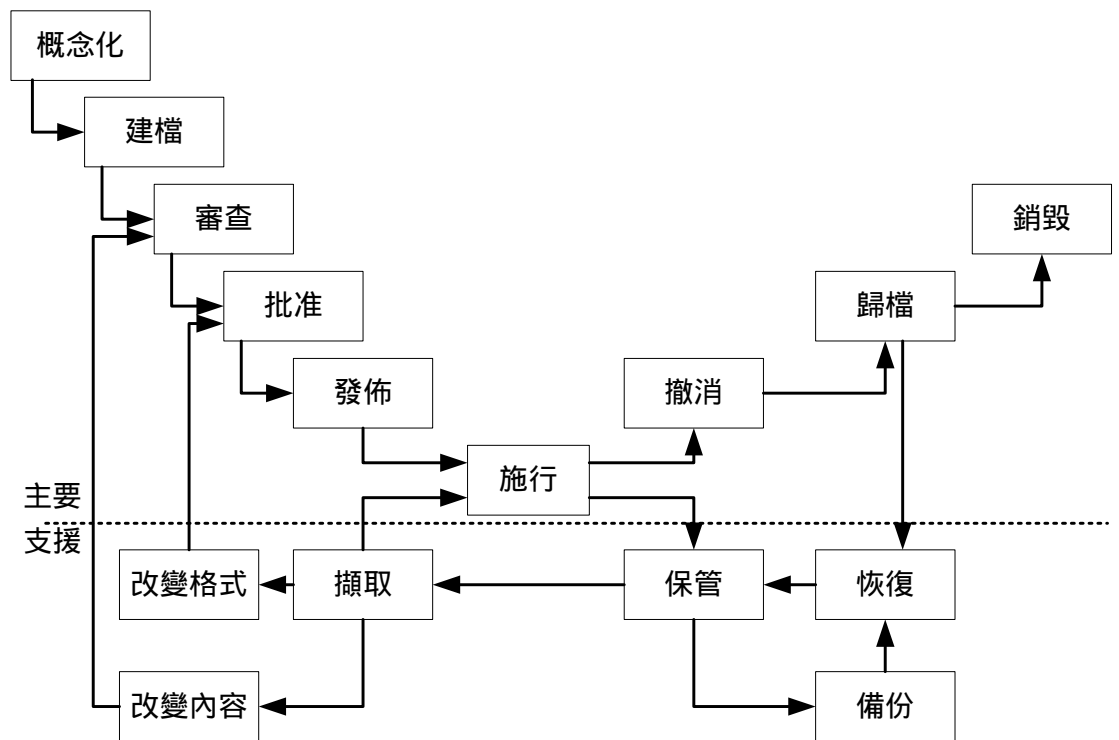 概念化
建檔
審查
銷毀
批准
歸檔
發佈
撤消
施行
主要
支援
改變格式
擷取
保管
恢復
改變內容
備份